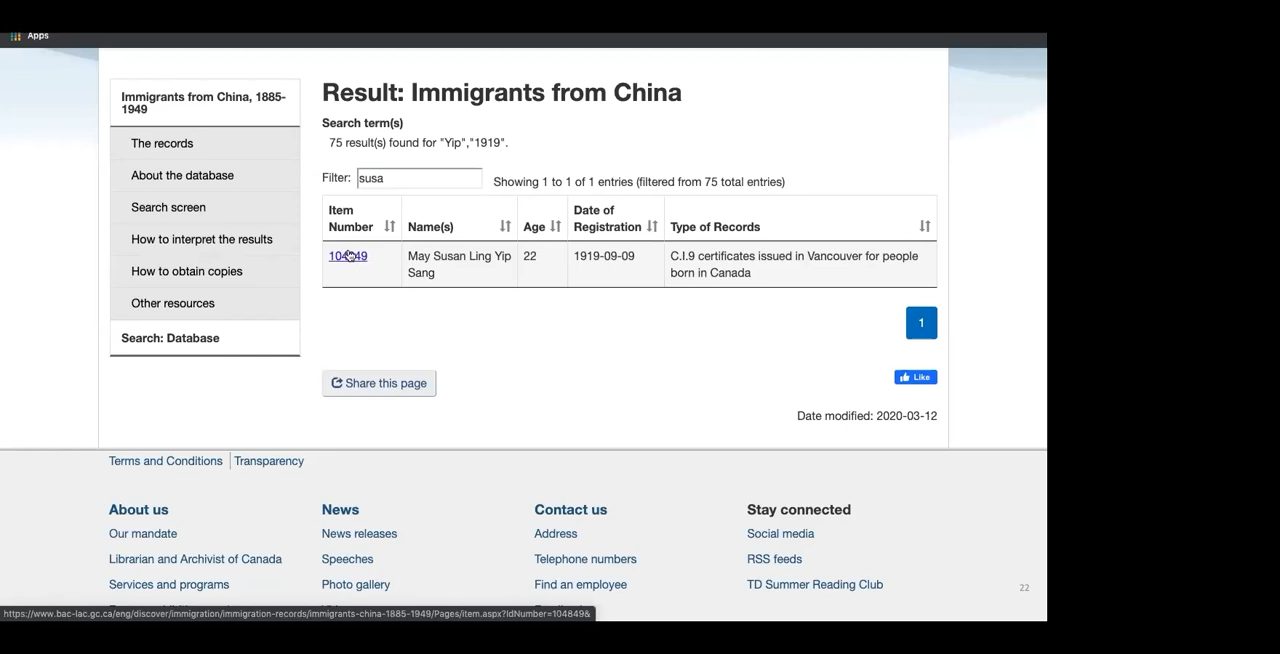 Apps
Immigrants from China, 1885-
1949
The records
About the database
Search screen
How to interpret the results
How to obtain copies
Other resources
Search: Database
Result: Immigrants from China
Search term(s)
75 result(s) found for "Yip","1919".
Filter: susa Showing 1 to 1 of 1 entries (filtered from 75 total entries)
Item
Number Name(s) Age Date of
Registration Type of Records
104849 May Susan Ling Yip
Sang 22 1919-09-09 C.I.9 certificates issued in Vancouver for people
born in Canada
1
Share this page
Like
Date modified: 2020-03-12
Terms and Conditions Transparency
About us News Contact us Stay connected
Our mandate News releases Address Social media
Librarian and Archivist of Canada Speeches Telephone numbers RSS feeds
Services and programs Photo gallery Find an employee TD Summer Reading Club
22
https://www.bac-lac.gc.ca/eng/discover/immigration/immigration-records/immigrants-china-1885-1949/Pages/item.aspx?IdNumber=104849&